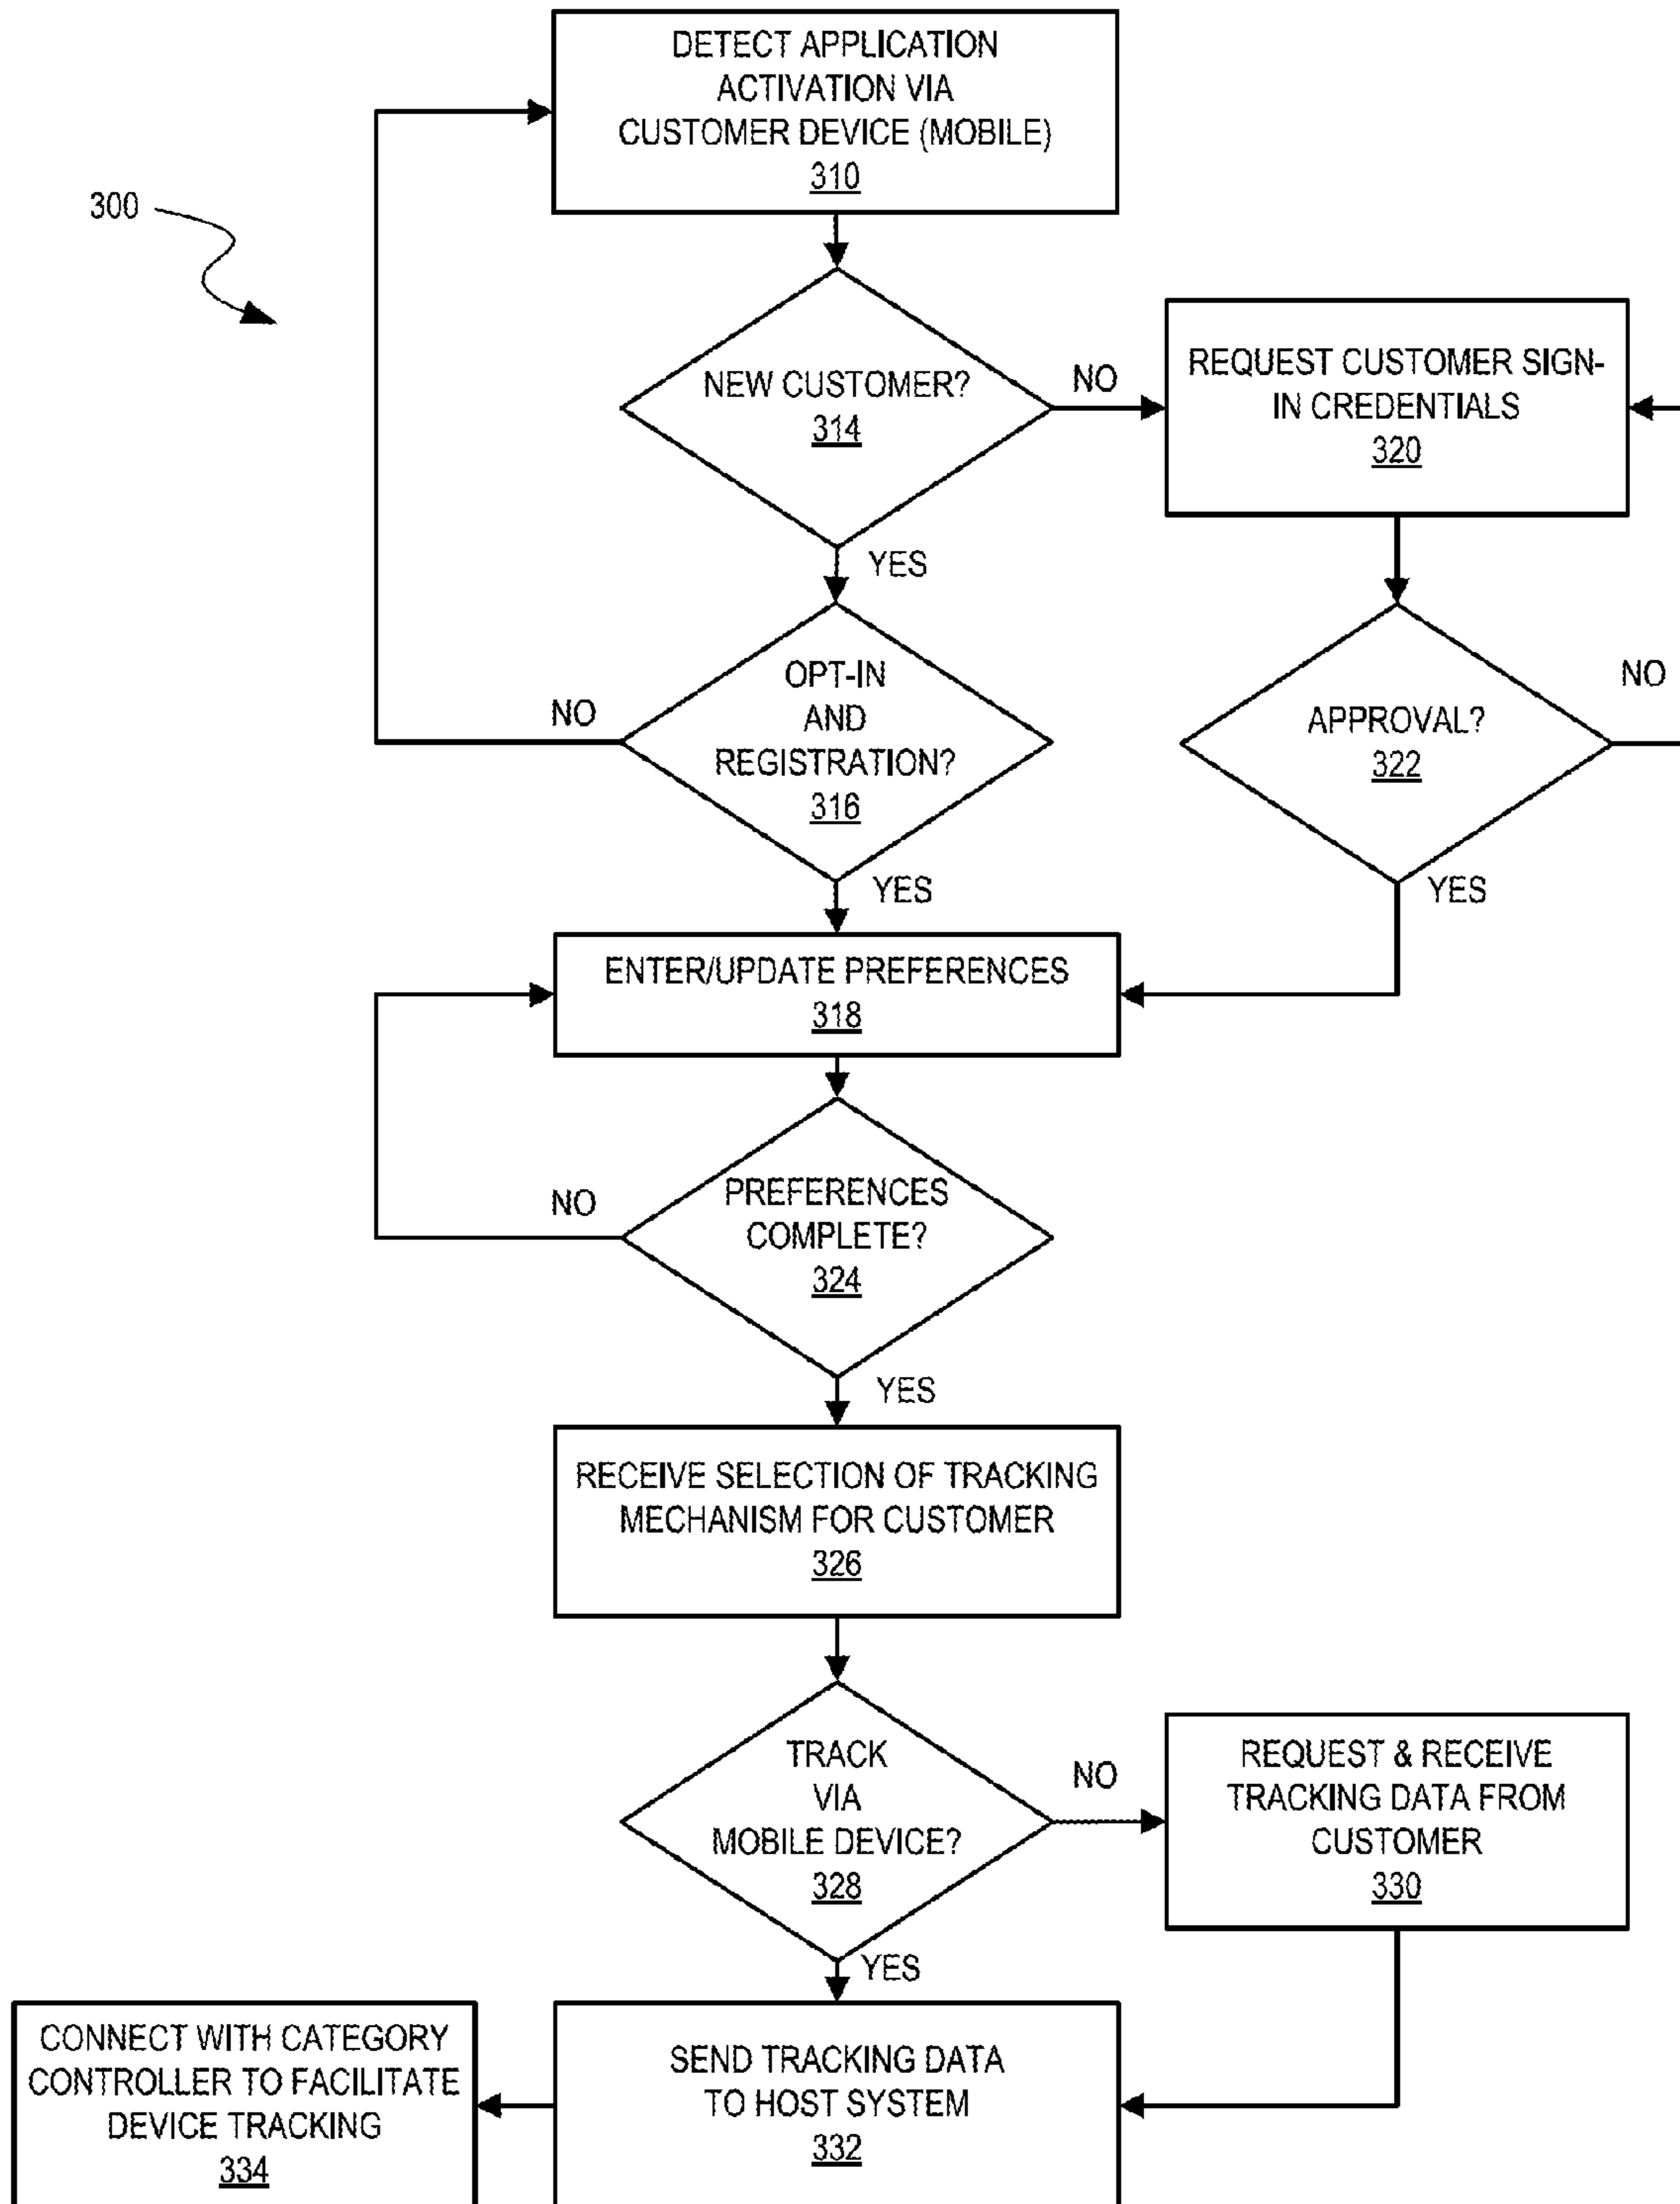 DETECT APPLICATION
ACTIVATION VIA
CUSTOMER DEVICE (MOBILE)
310
300
NEW CUSTOMER?
314
NO
REQUEST CUSTOMER SIGN-
IN CREDENTIALS
320
YES
OPT-IN
AND
REGISTRATION?
316
NO
APPROVAL?
322
NO
YES
YES
ENTER/UPDATE PREFERENCES
318
PREFERENCES
COMPLETE?
324
NO
YES
RECEIVE SELECTION OF TRACKING
MECHANISM FOR CUSTOMER
326
TRACK
VIA
MOBILE DEVICE?
328
NO
REQUEST & RECEIVE
TRACKING DATA FROM
CUSTOMER
330
YES
CONNECT WITH CATEGORY
CONTROLLER TO FACILITATE
DEVICE TRACKING
334
SEND TRACKING DATA
TO HOST SYSTEM
332